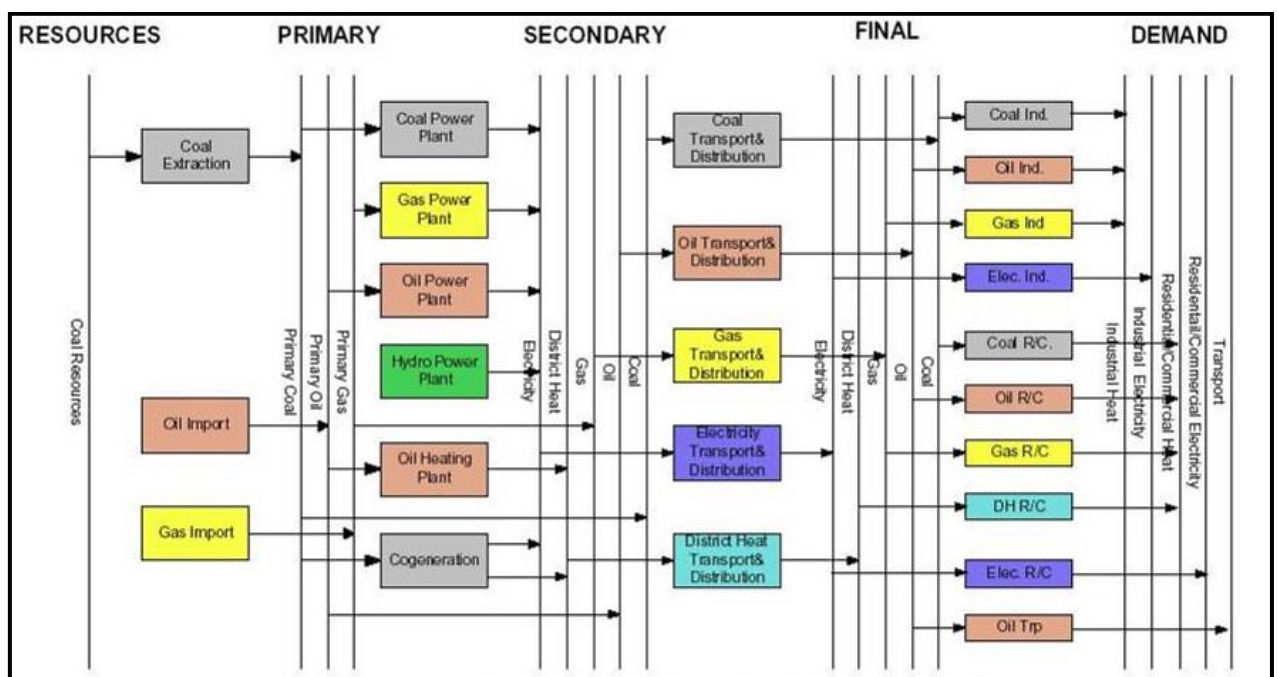 RESOURCES
PRIMARY
SECONDARY
FINAL
DEMAND
Coal Resources
Coal
Extraction
Oil Import
Gas Import
Primary Coal
Primary Oil
Primary Gas
Coal Power
Plant
Gas Power
Plant
Oil Power
Plant
Hydro Power
Plant
Oil Heating
Plant
Cogeneration
Electricity
District Heat
Gas
Oil
Coal
Coal
Transport&
Distribution
Oil Transport&
Distribution
Gas
Transport&
Distribution
Electricity
Transport&
Distribution
District Heat
Transport&
Distribution
Electricity
District Heat
Gas
Oil
Coal
Coal Ind.
Oil Ind.
Gas Ind
Elec. Ind.
Coal R/C.
Oil R/C
Gas R/C
DH R/C
Elec. R/C
Oil Trp
Industrial Heat
Industrial Electricity
Residential/Commercial Heat
Residentail/Commercial Electricity
Transport